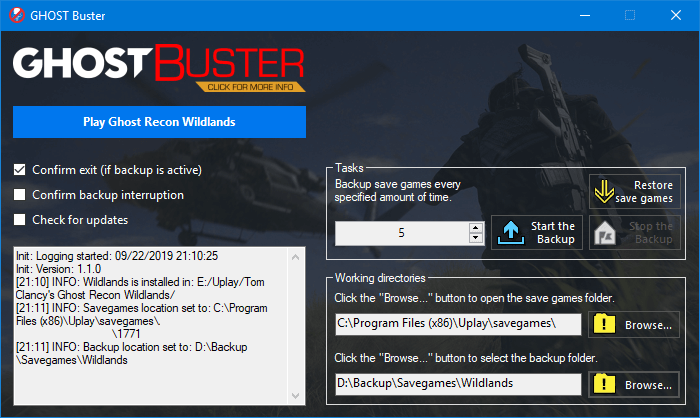 GHOST Buster
GHOSTBUSTER
CLICK FOR MORE INFO
Play Ghost Recon Wildlands
Confirm exit (if backup is active)
Confirm backup interruption
Check for updates
Init: Logging started: 09/22/2019 21:10:25
Init: Version: 1.1.0
[21:10] INFO: Wildlands is installed in: E:/Uplay/Tom
Clancy's Ghost Recon Wildlands/
[21:11] INFO: Savegames location set to: C:\Program
Files (x86)\Uplay\savegames\
\1771
[21:11] INFO: Backup location set to: D:\Backup
\Savegames\Wildlands
Tasks
Backup save games every
specified amount of time.
Restore
save games
5
Start the
Backup
Stop the
Backup
Working directories
Click the "Browse..." button to open the save games folder.
C:\Program Files (x86)\Uplay\savegames\
Browse...
Click the "Browse..." button to select the backup folder.
D:\Backup\Savegames\Wildlands
Browse...